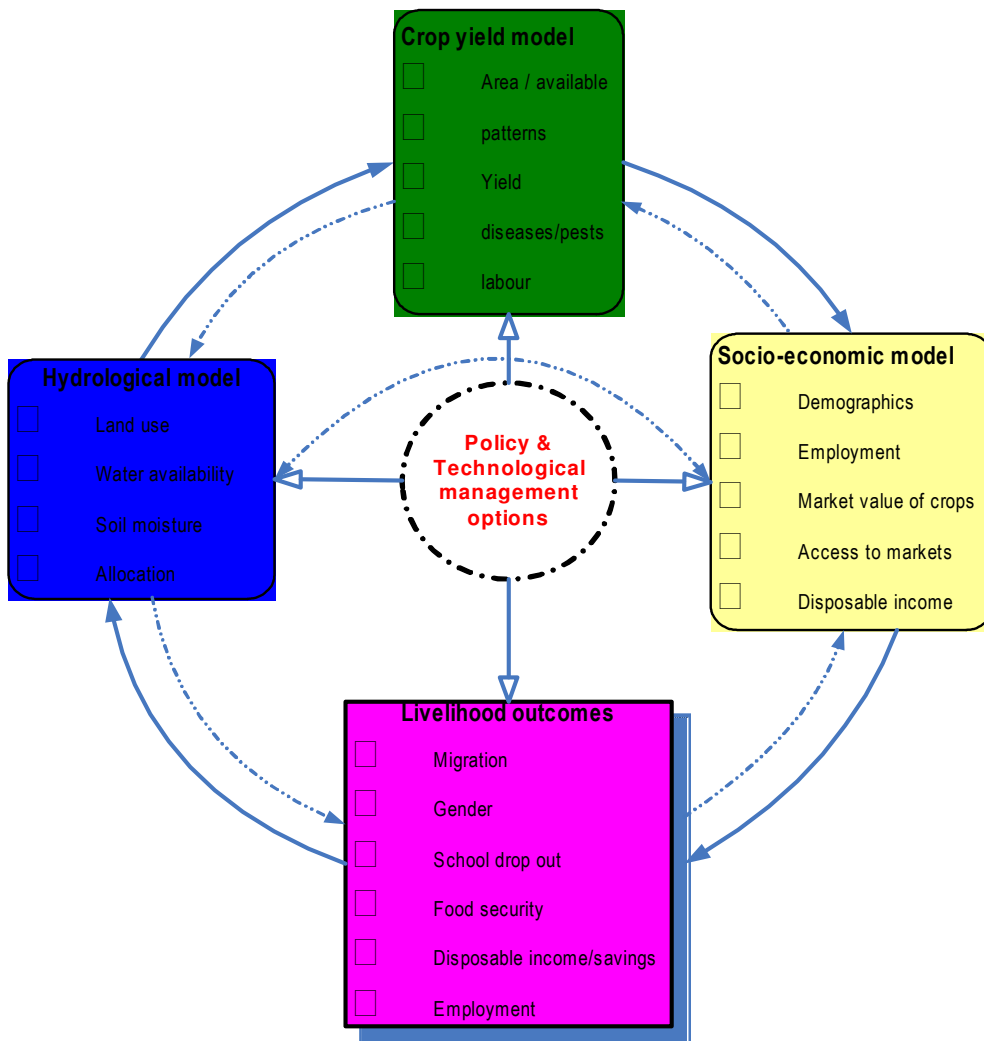 Crop yield model
Area / available
patterns
Yield
diseases/pests
labour
Hydrological model
Land use
Water availability
Soil moisture
Allocation
Policy &
Technological
management
options
Socio-economic model
Demographics
Employment
Market value of crops
Access to markets
Disposable income
Livelihood outcomes
Migration
Gender
School drop out
Food security
Disposable income/savings
Employment